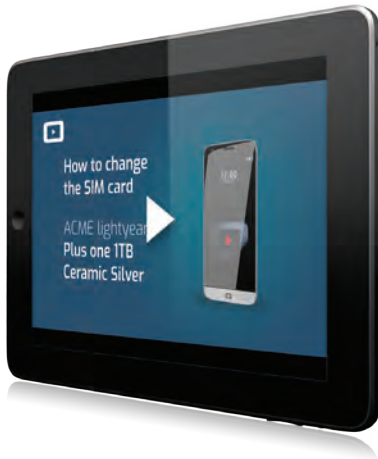 How to change
the SIM card
ACME lightyear
Plus one 1TB
Ceramic Silver